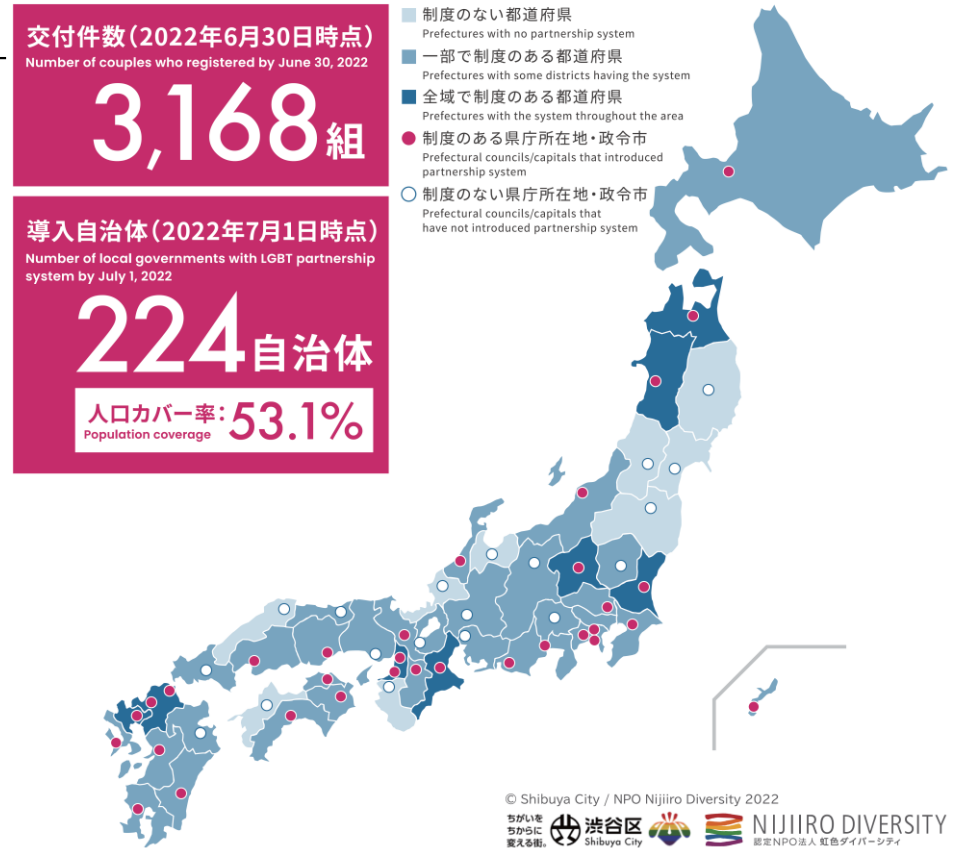 交付件数(2022年6月30日時点)
Number of couples who registered by June 30, 2022
3,168組
導入自治体(2022年7月1日時点)
Number of local governments with LGBT partnership
system by July 1, 2022
224自治体
人口カバー率:53.1%
Population coverage
制度のない都道府県
Prefectures with no partnership system
一部で制度のある都道府県
Prefectures with some districts having the system
全域で制度のある都道府県
Prefectures with the system throughout the area
制度のある県庁所在地・政令市
Prefectural councils/capitals that introduced
partnership system
制度のない県庁所在地・政令市
Prefectural councils/capitals that
have not introduced partnership system
© Shibuya City / NPO Nijiiro Diversity 2022
ちがいを
ちからに
変える街。
渋谷区
Shibuya City
NIJIIRO DIVERSITY
認定NPO法人 虹色ダイバーシティ